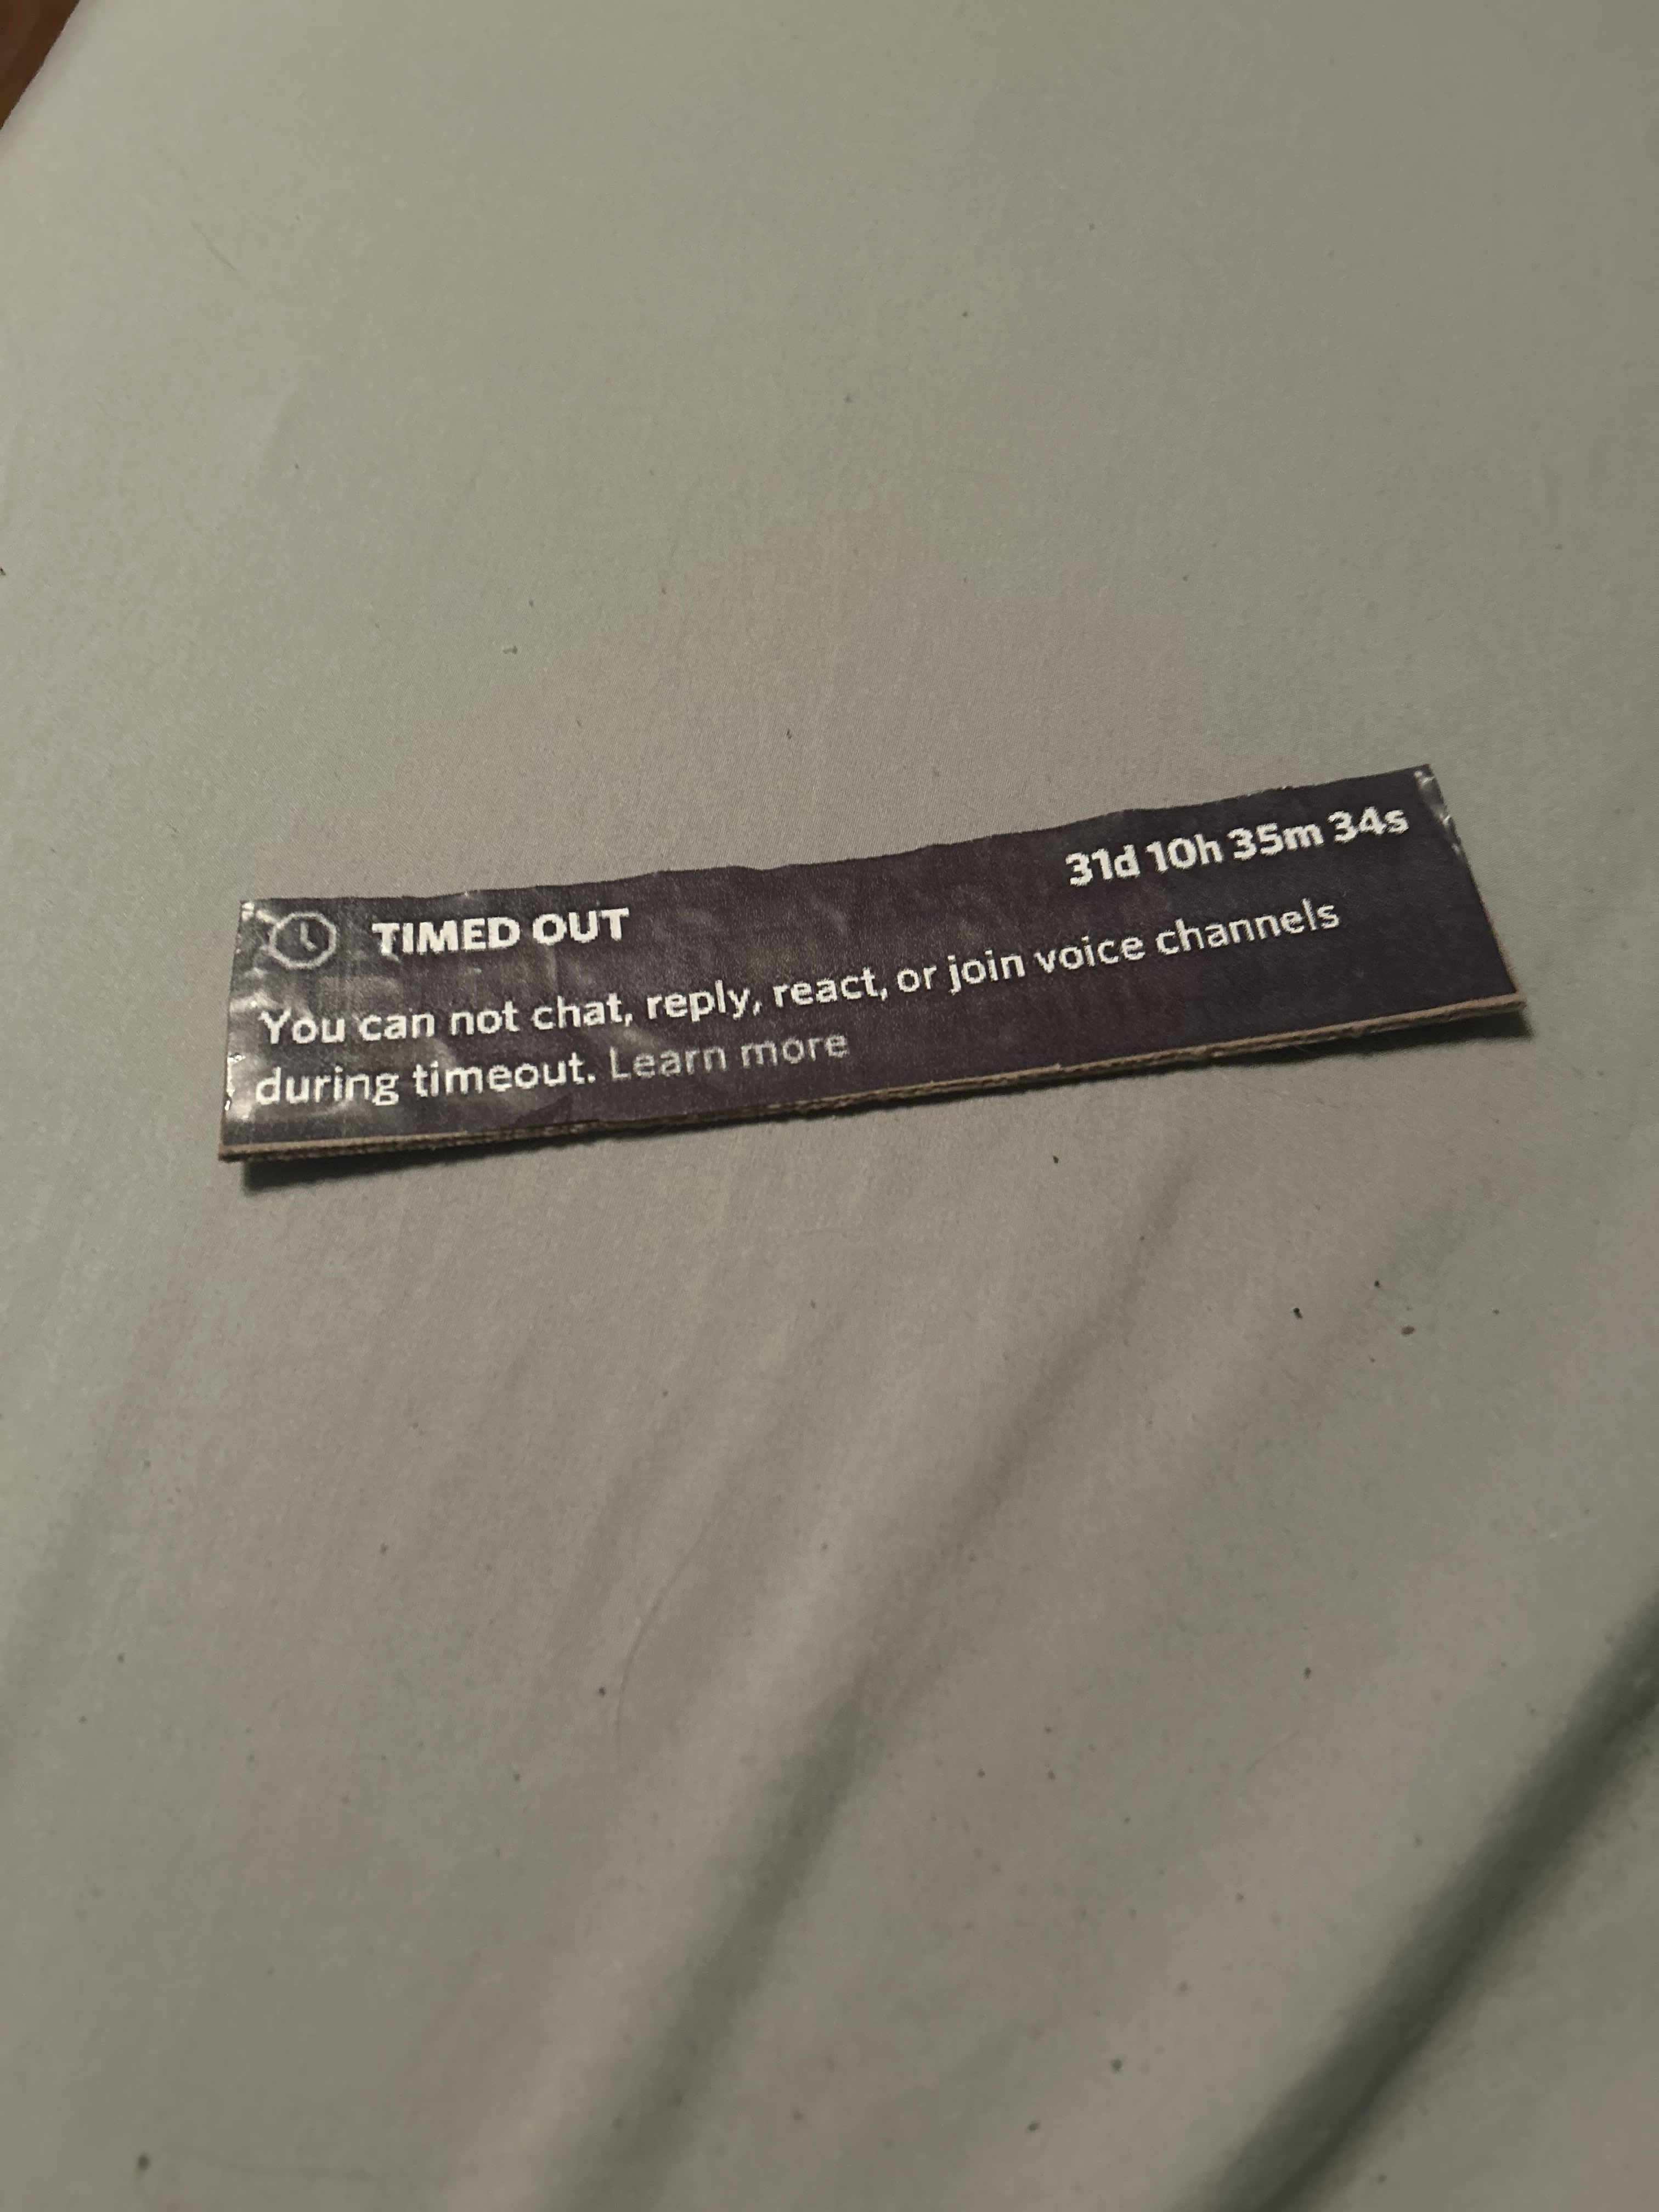 TIMED OUT 31d 10h 35m 34s
You can not chat, reply, react, or join voice channels
during timeout. Learn more